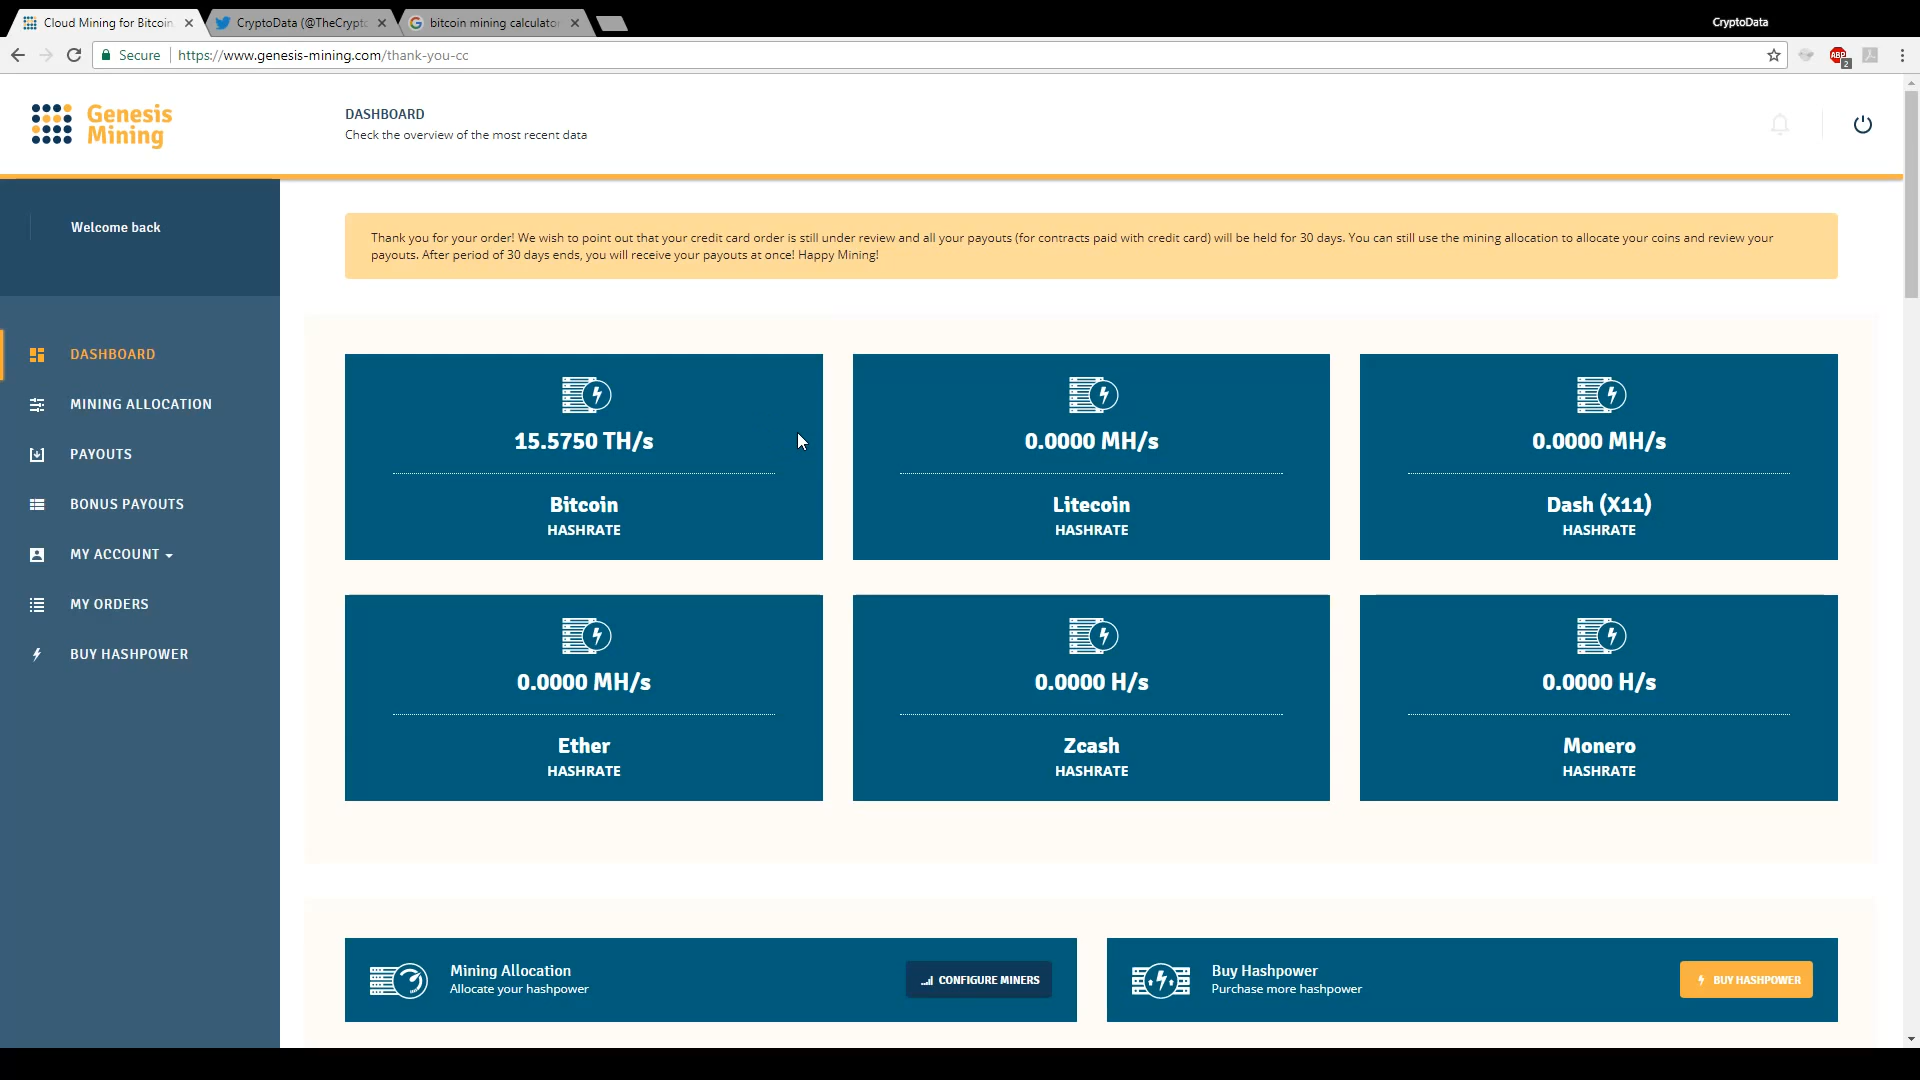 Cloud Mining for Bitcoin
CryptoData (@TheCrypto
bitcoin mining calculator
CryptoData
Secure
https://www.genesis-mining.com/thank-you-cc
ABP
2
Genesis
Mining
DASHBOARD
Check the overview of the most recent data
Welcome back
Thank you for your order! We wish to point out that your credit card order is still under review and all your payouts (for contracts paid with credit card) will be held for 30 days. You can still use the mining allocation to allocate your coins and review your
payouts. After period of 30 days ends, you will receive your payouts at once! Happy Mining!
DASHBOARD
MINING ALLOCATION
PAYOUTS
BONUS PAYOUTS
MY ACCOUNT
MY ORDERS
BUY HASHPOWER
15.5750 TH/s
Bitcoin
HASHRATE
0.0000 MH/s
Litecoin
HASHRATE
0.0000 MH/s
Dash (X11)
HASHRATE
0.0000 MH/s
Ether
HASHRATE
0.0000 H/s
Zcash
HASHRATE
0.0000 H/s
Monero
HASHRATE
Mining Allocation
Allocate your hashpower
CONFIGURE MINERS
Buy Hashpower
Purchase more hashpower
BUY HASHPOWER